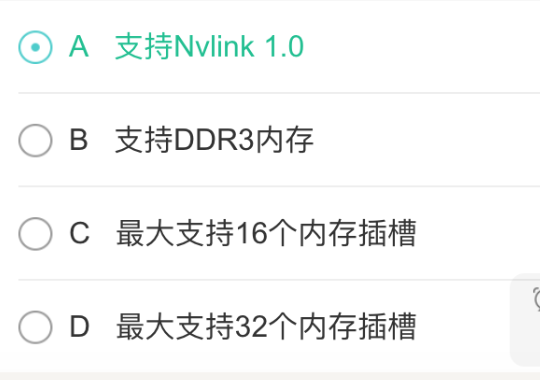 A 支持Nvlink 1.0
B 支持DDR3内存
C 最大支持16个内存插槽
D 最大支持32个内存插槽